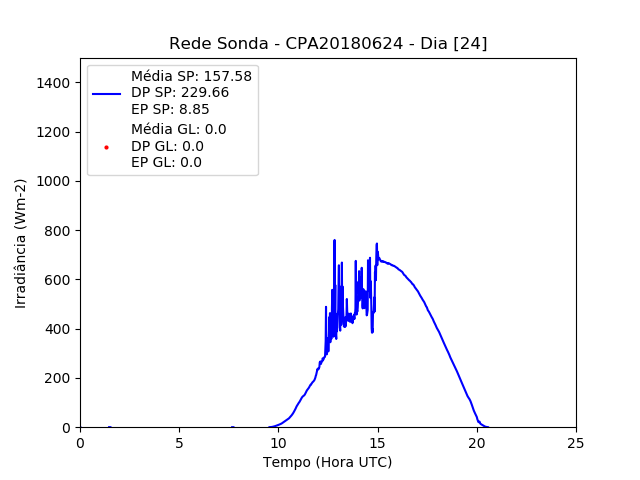 Rede Sonda - CPA20180624 - Dia [24]
Média SP: 157.58
DP SP: 229.66
EP SP: 8.85
Média GL: 0.0
DP GL: 0.0
EP GL: 0.0
1400
1200
1000
800
600
400
200
0
Irradiância (Wm-2)
0 5 10 15 20 25
Tempo (Hora UTC)